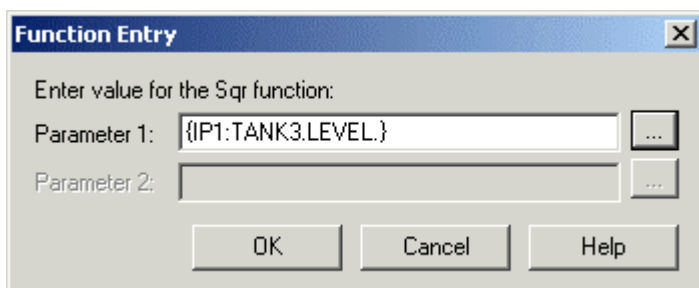 Function Entry
Enter value for the Sqr function:
Parameter 1: {IP1:TANK3.LEVEL.} ...
Parameter 2: ...
OK Cancel Help